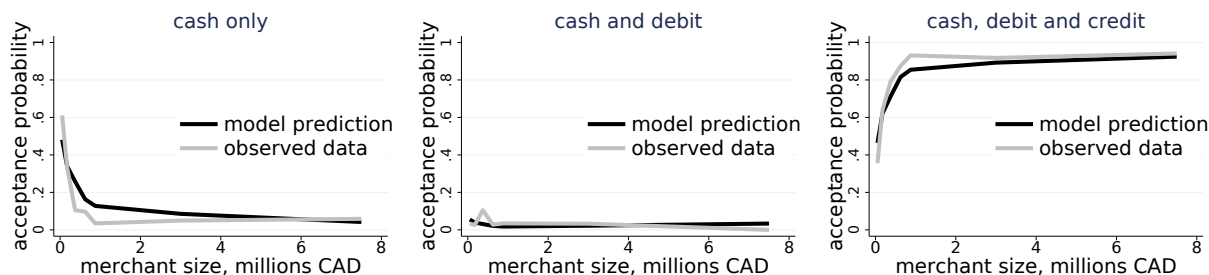 cash only
acceptance probability
1
.8
.6
.4
.2
0
model prediction
observed data
0 2 4 6 8
merchant size, millions CAD
cash and debit
acceptance probability
1
.8
.6
.4
.2
0
model prediction
observed data
0 2 4 6 8
merchant size, millions CAD
cash, debit and credit
acceptance probability
1
.8
.6
.4
.2
0
model prediction
observed data
0 2 4 6 8
merchant size, millions CAD